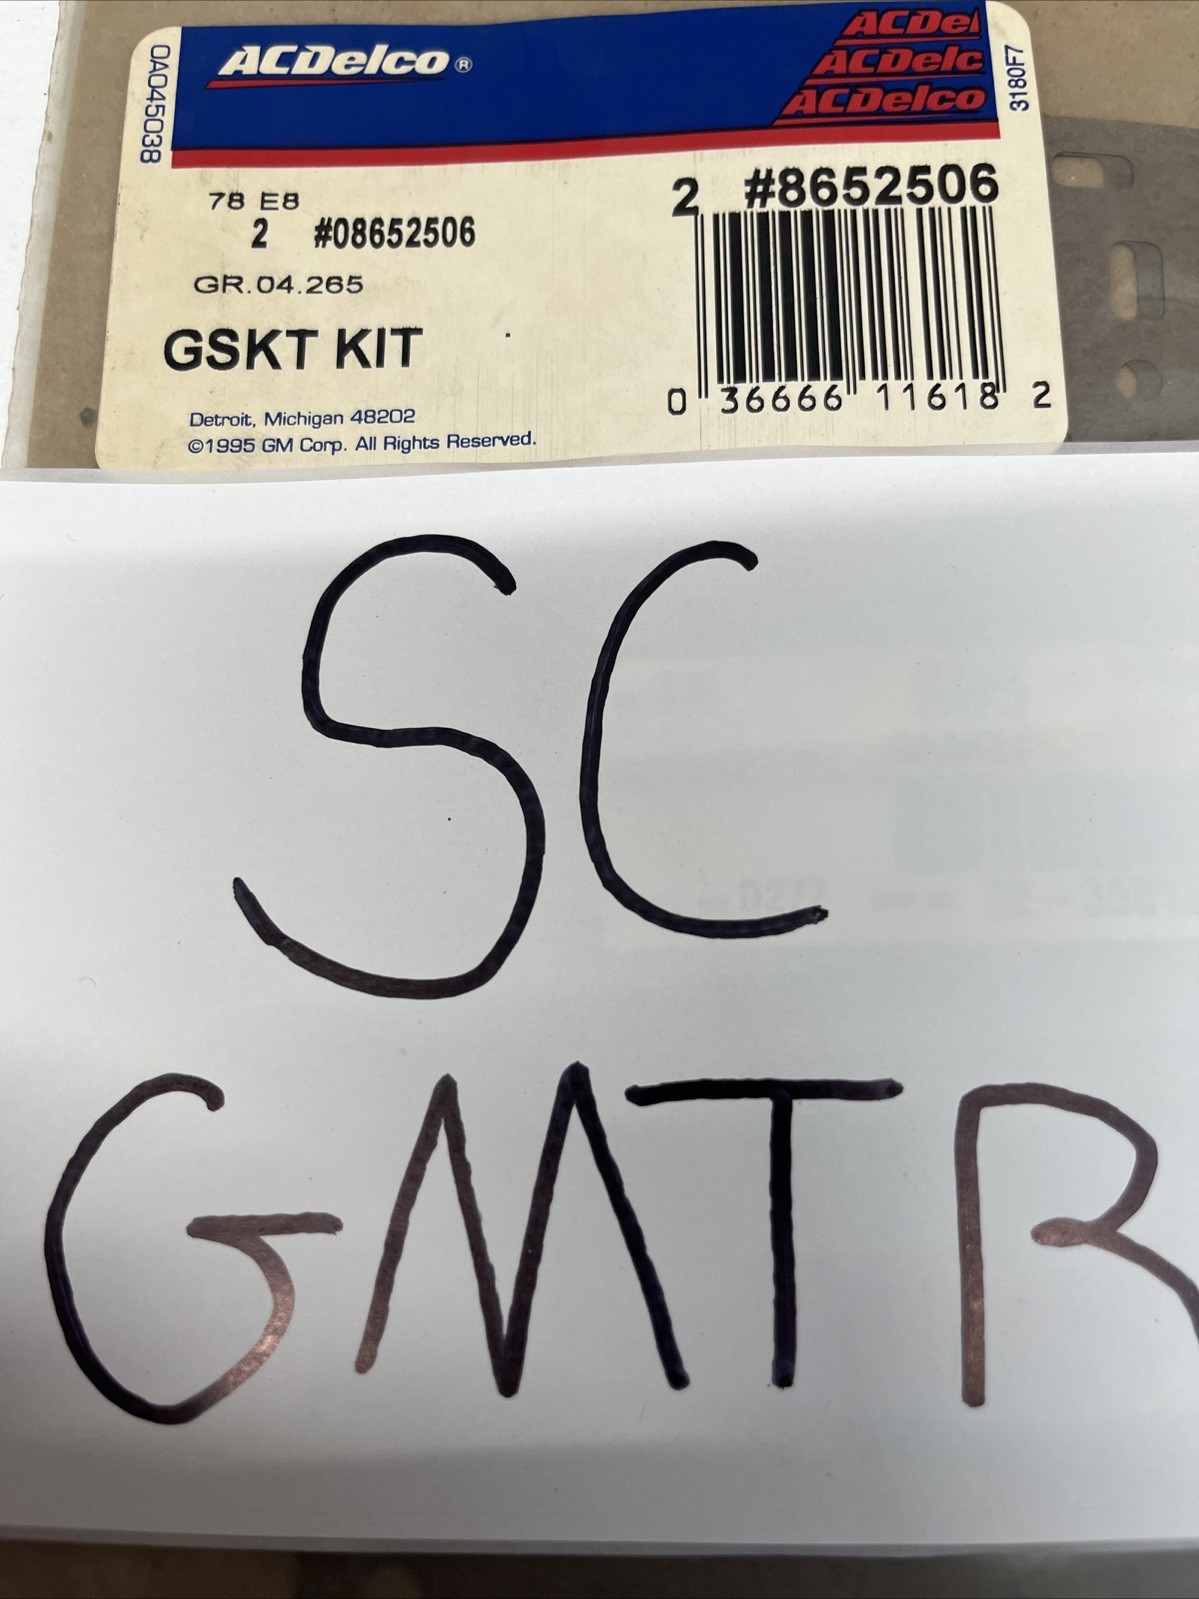 ACDelco®
ACDel
ACDelc
ACDelco
0A045038
3180F7
78 E8
2 #08652506
GR.04.265
GSKT KIT
Detroit, Michigan 48202
©1995 GM Corp. All Rights Reserved.
2 #8652506
0 36666 11618 2
SC
GMTR